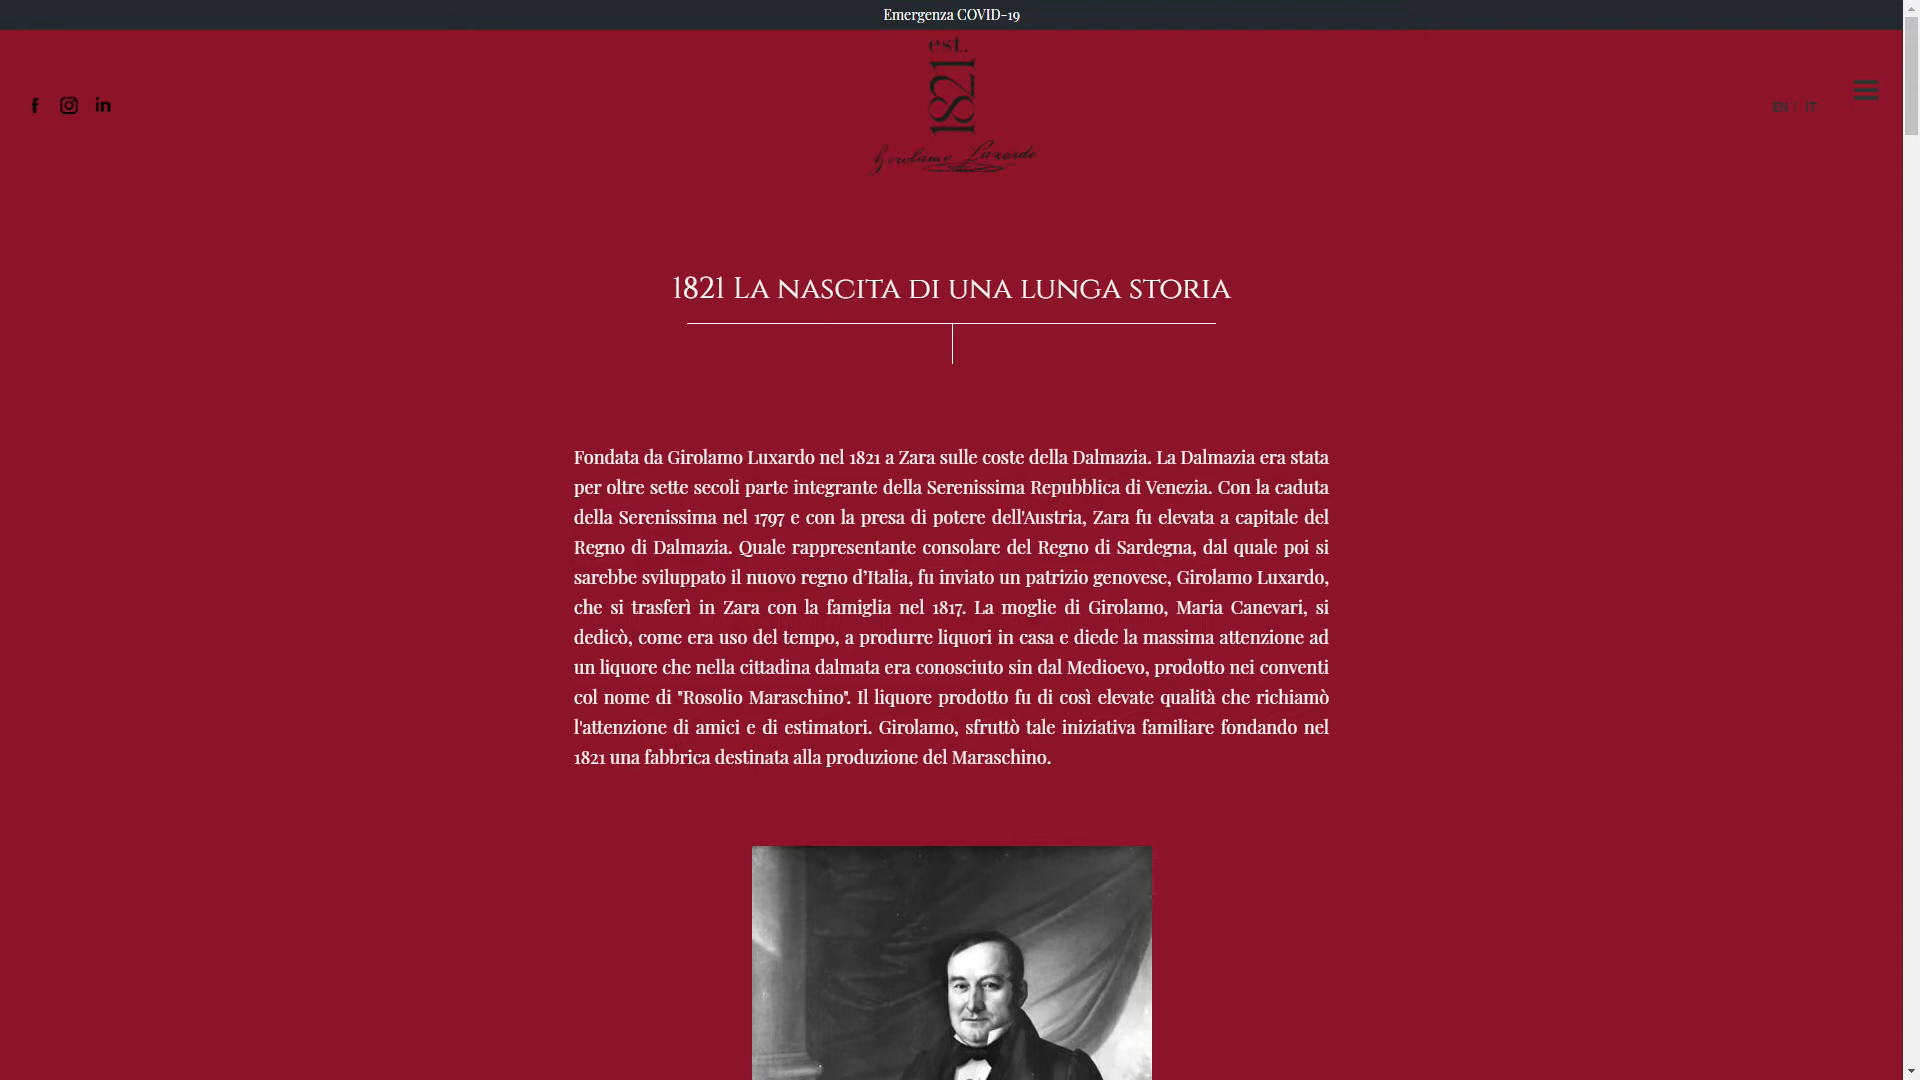 Emergenza COVID-19
est.
1821
Girolamo Luxardo
EN | IT
1821 La nascita di una lunga storia
Fondata da Girolamo Luxardo nel 1821 a Zara sulle coste della Dalmazia. La Dalmazia era stata
per oltre sette secoli parte integrante della Serenissima Repubblica di Venezia. Con la caduta
della Serenissima nel 1797 e con la presa di potere dell'Austria, Zara fu elevata a capitale del
Regno di Dalmazia. Quale rappresentante consolare del Regno di Sardegna, dal quale poi si
sarebbe sviluppato il nuovo regno d’Italia, fu inviato un patrizio genovese, Girolamo Luxardo,
che si trasferì in Zara con la famiglia nel 1817. La moglie di Girolamo, Maria Canevari, si
dedicò, come era uso del tempo, a produrre liquori in casa e diede la massima attenzione ad
un liquore che nella cittadina dalmata era conosciuto sin dal Medioevo, prodotto nei conventi
col nome di "Rosolio Maraschino". Il liquore prodotto fu di così elevate qualità che richiamò
l'attenzione di amici e di estimatori. Girolamo, sfruttò tale iniziativa familiare fondando nel
1821 una fabbrica destinata alla produzione del Maraschino.